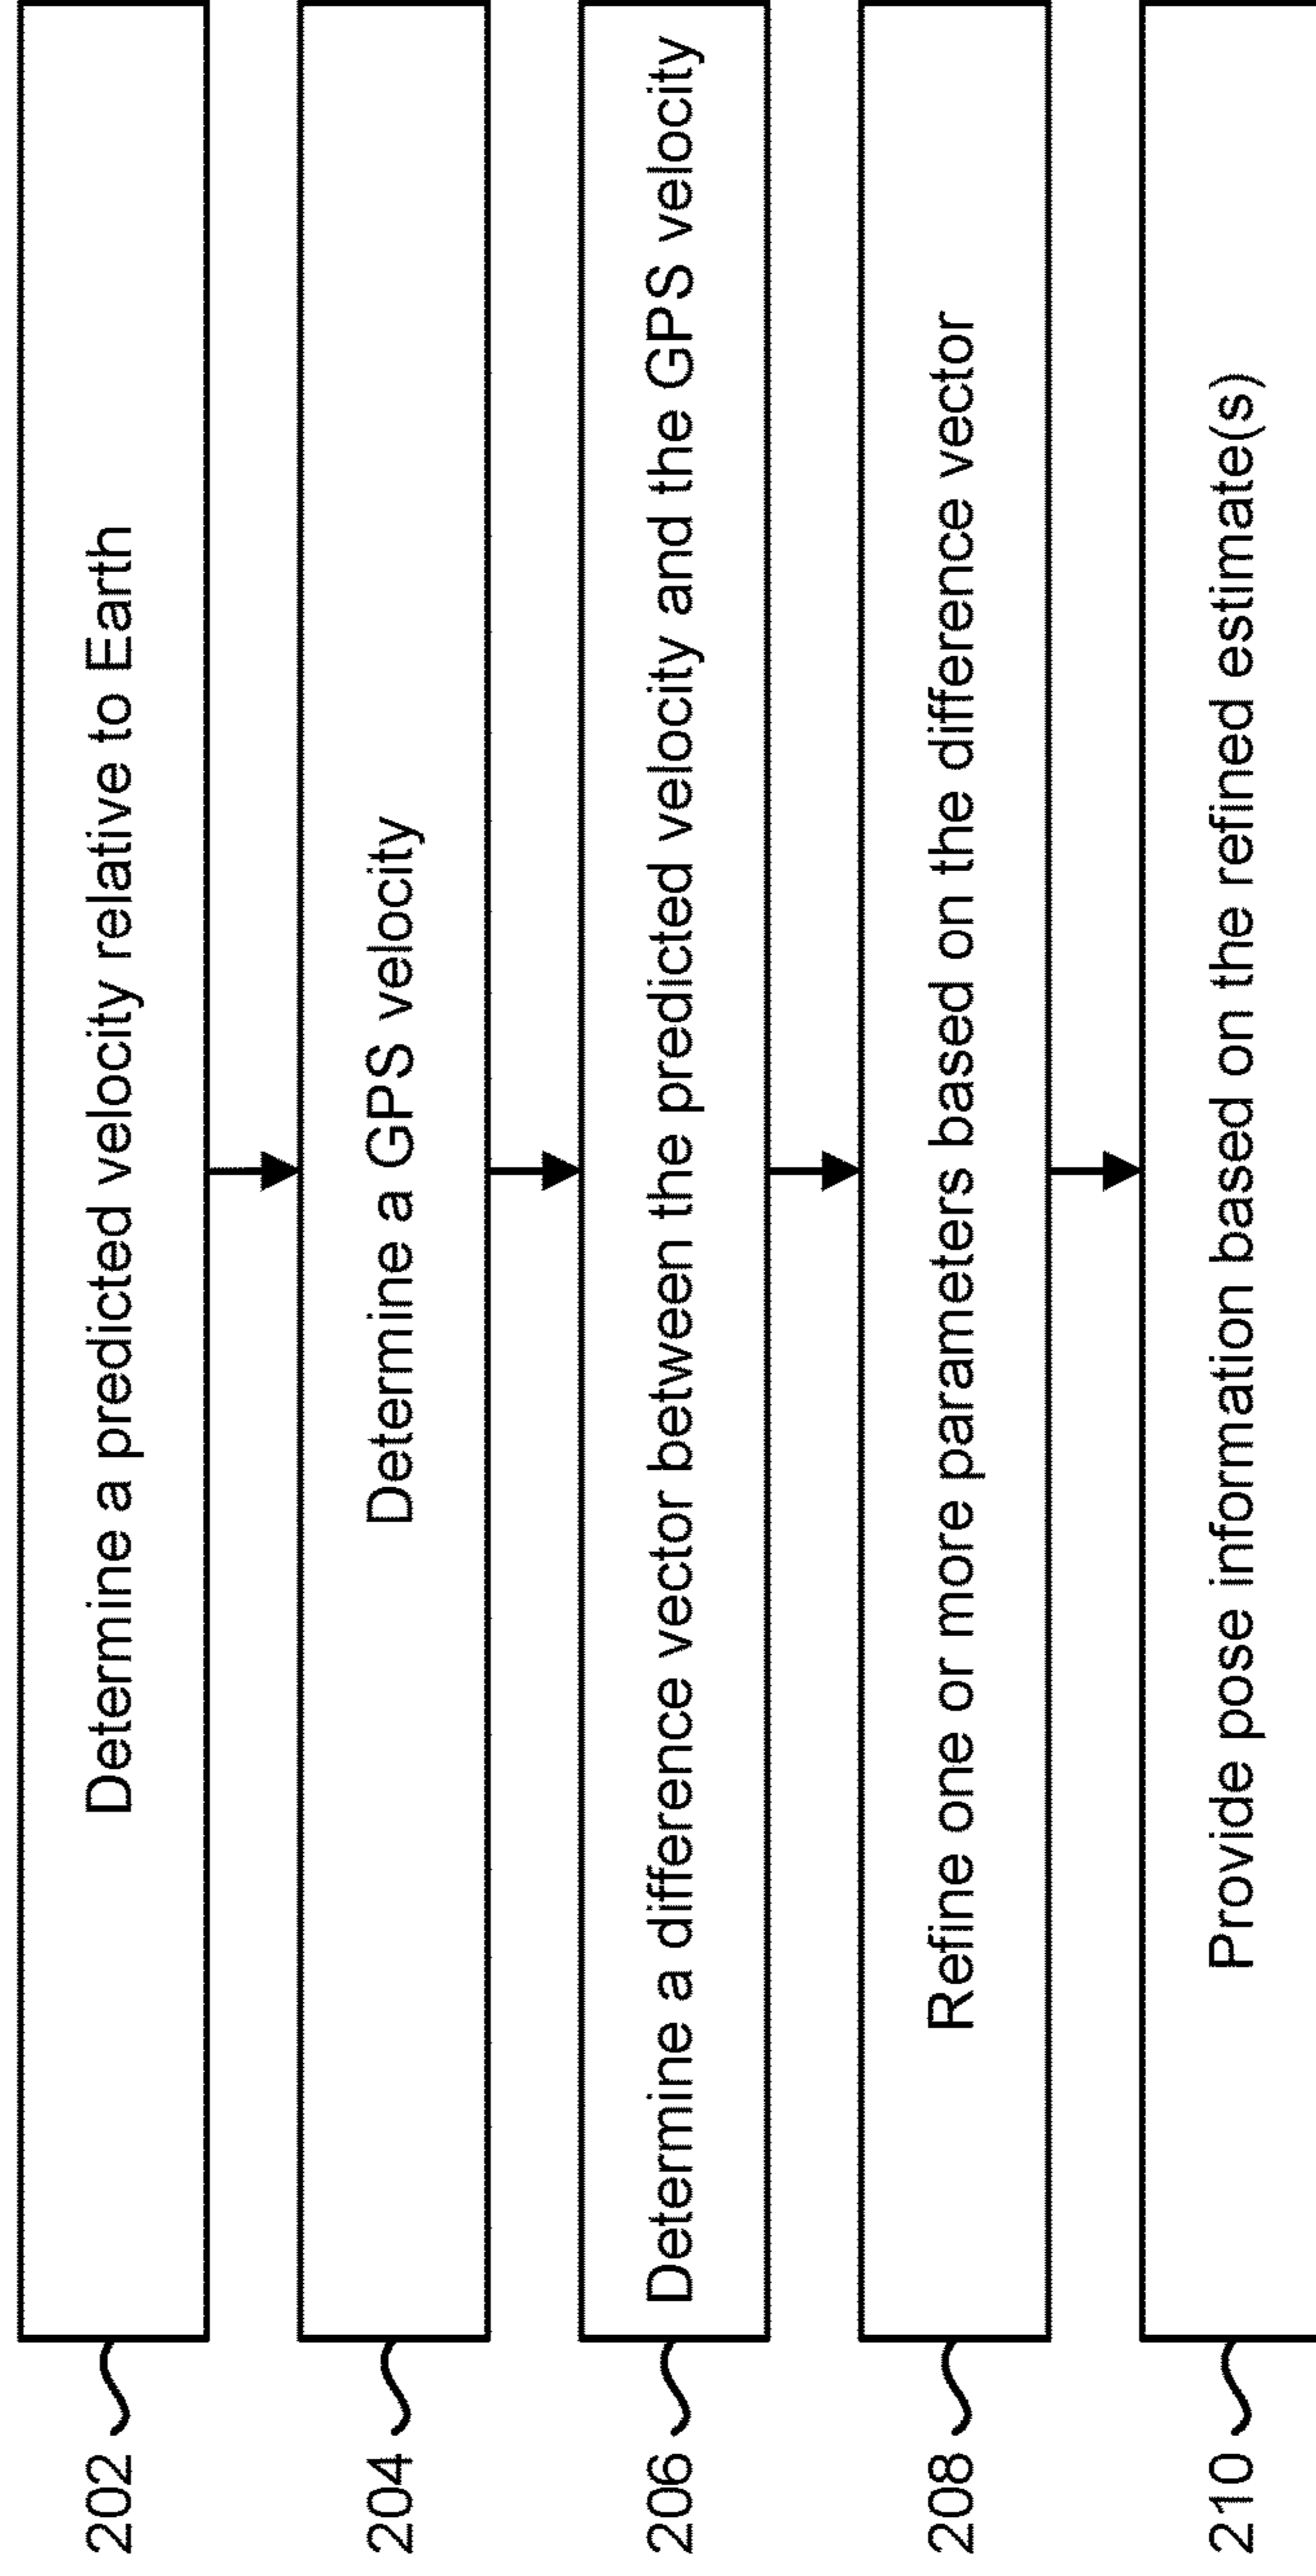 202
Determine a predicted velocity relative to Earth
204
Determine a GPS velocity
206
Determine a difference vector between the predicted velocity and the GPS velocity
208
Refine one or more parameters based on the difference vector
210
Provide pose information based on the refined estimate(s)